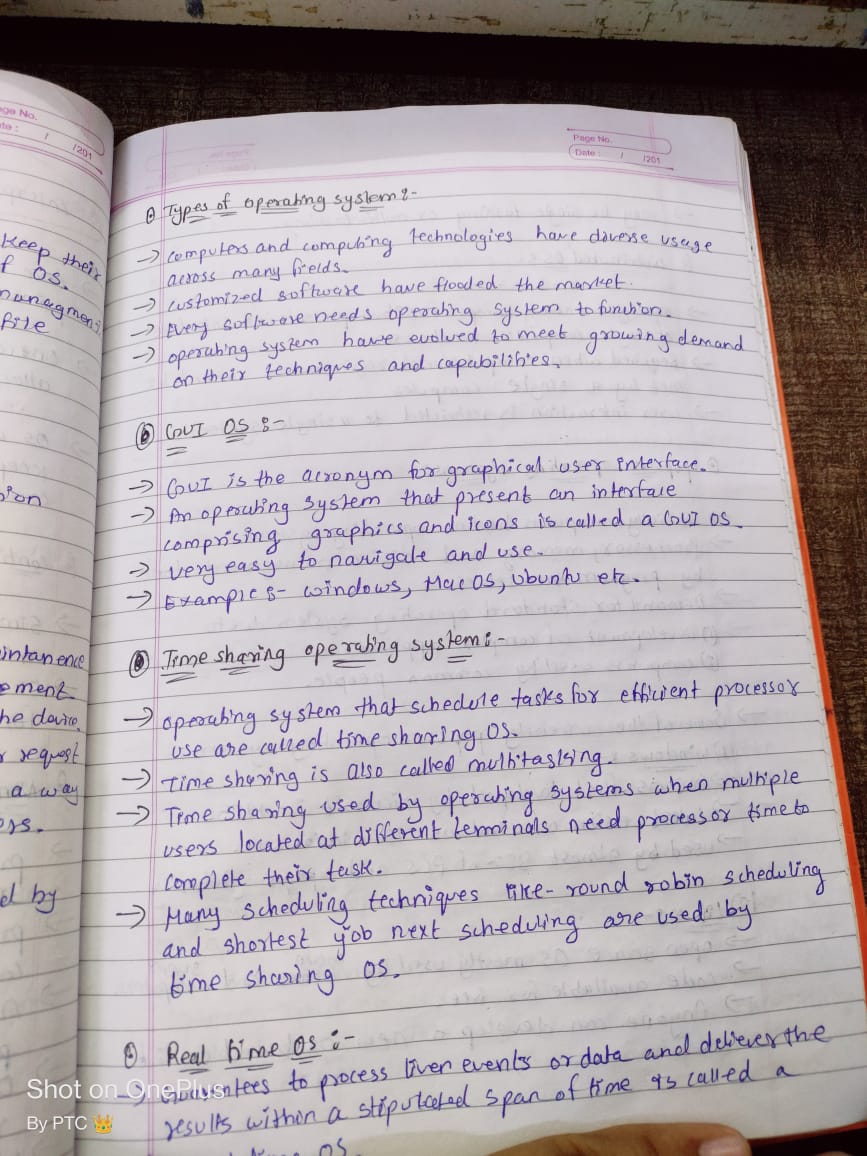 Page No.
Date : / /201
ge No.
te : / /201
Keep their
f OS.
managment
file
sion
intanence
ement.
he device.
r request
a way
ers.
ed by
Types of operating system :-
→ computers and computing technologies have diverse usage
across many fields.
→ customized software have flooded the market.
→ Every software needs operating system to function.
→ operating system have evolved to meet growing demand
on their techniques and capabilities.
GUI OS :-
→ GUI is the acronym for graphical user interface.
→ An operating system that present an interface
comprising graphics and icons is called a GUI OS.
→ very easy to navigate and use.
→ Example :- windows, Mac OS, Ubuntu etc.
Time sharing operating system :-
→ operating system that schedule tasks for efficient processor
use are called time sharing OS.
→ Time sharing is also called multitasking.
→ Time sharing used by operating systems when multiple
users located at different terminals need processor time to
complete their task.
→ Many scheduling techniques like - round robin scheduling
and shortest job next scheduling are used by
time sharing OS.
Real time OS :-
to process events or data and deliever the
results within a span of time is called a
OS.
Shot on OnePlus
By PTC 👑